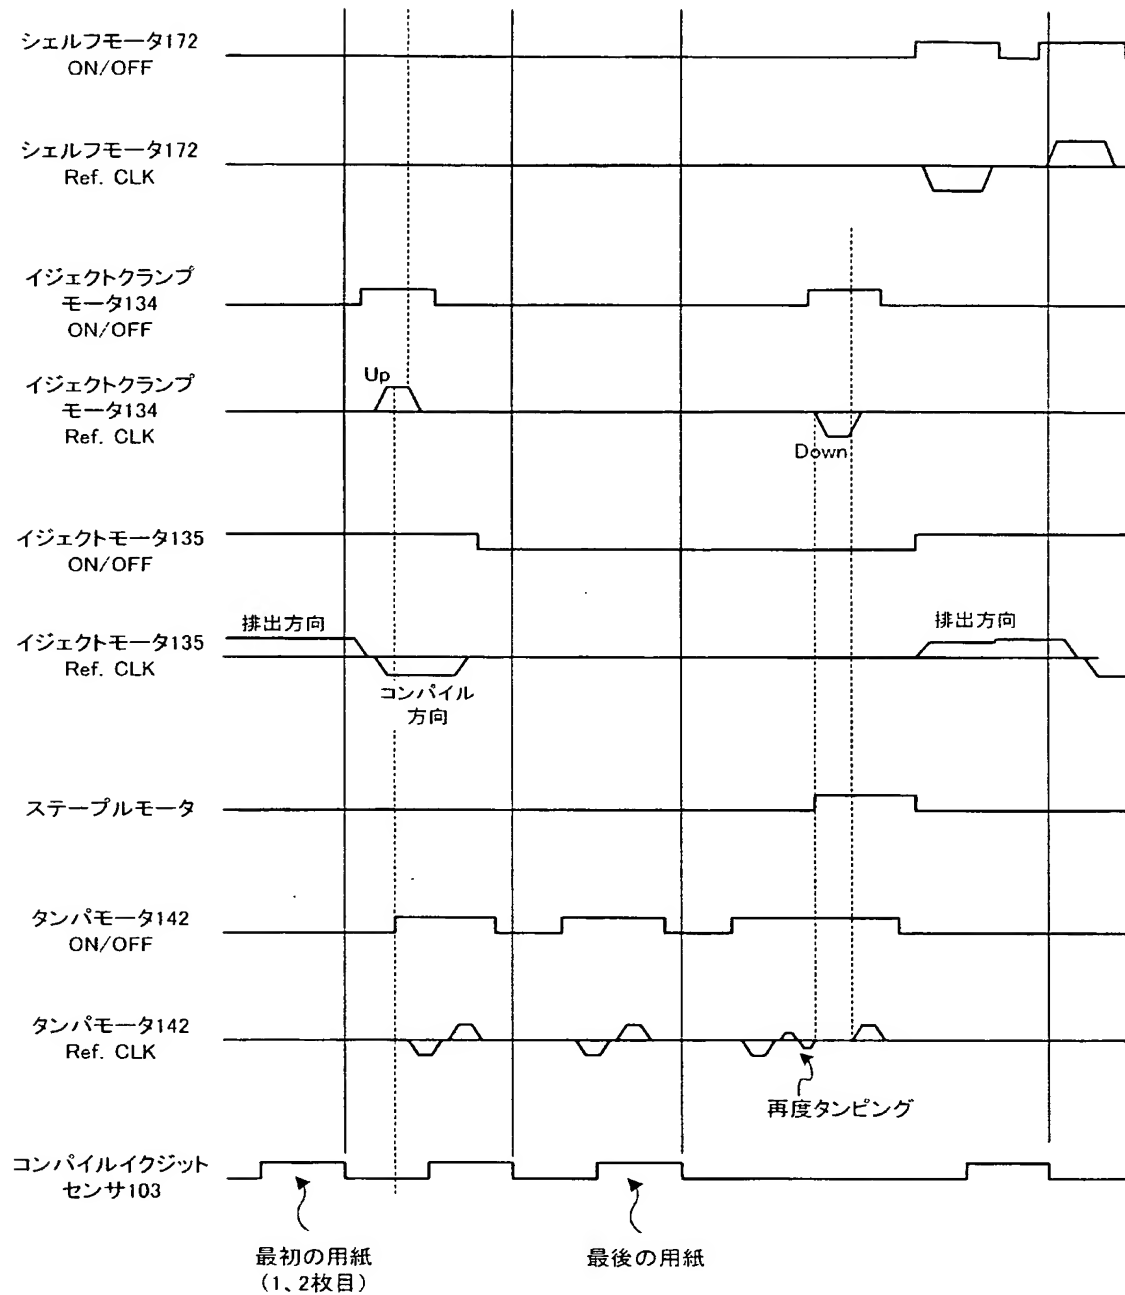 シェルフモータ172
ON/OFF
シェルフモータ172
Ref. CLK
イジェクトクランプ
モータ134
ON/OFF
イジェクトクランプ
モータ134
Ref. CLK
Up
Down
イジェクトモータ135
ON/OFF
イジェクトモータ135
Ref. CLK
排出方向
コンパイル
方向
排出方向
ステープルモータ
タンパモータ142
ON/OFF
タンパモータ142
Ref. CLK
再度タンピング
コンパイルイクジット
センサ103
最初の用紙
(1、2枚目)
最後の用紙